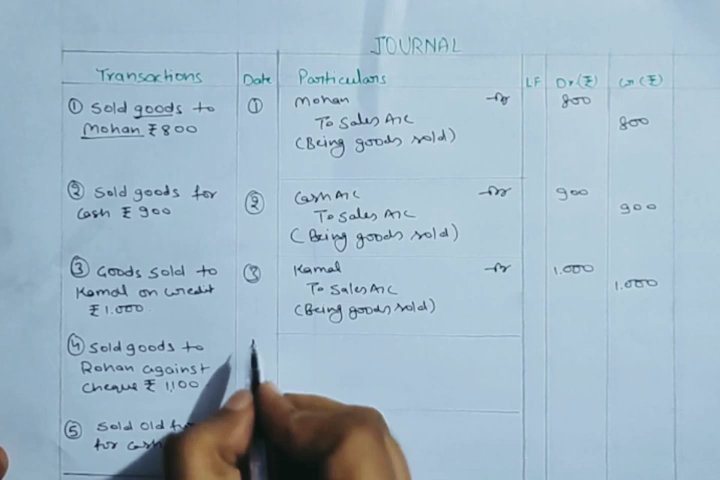 JOURNAL
Transactions Date Particulars LF Dr(₹) Cr(₹)
① Sold goods to ① Mohan Dr 800
Mohan ₹800 To Sales A/C 800
(Being goods sold)
② Sold goods for ② Cash A/C Dr 900
Cash ₹900 To Sales A/C 900
(Being goods sold)
③ Goods sold to ③ Kamal Dr 1.000
Kamal on credit To Sales A/C 1.000
₹1.000 (Being goods sold)
④ Sold goods to
Rohan against
Cheque ₹1,100
⑤ Sold old
for cash